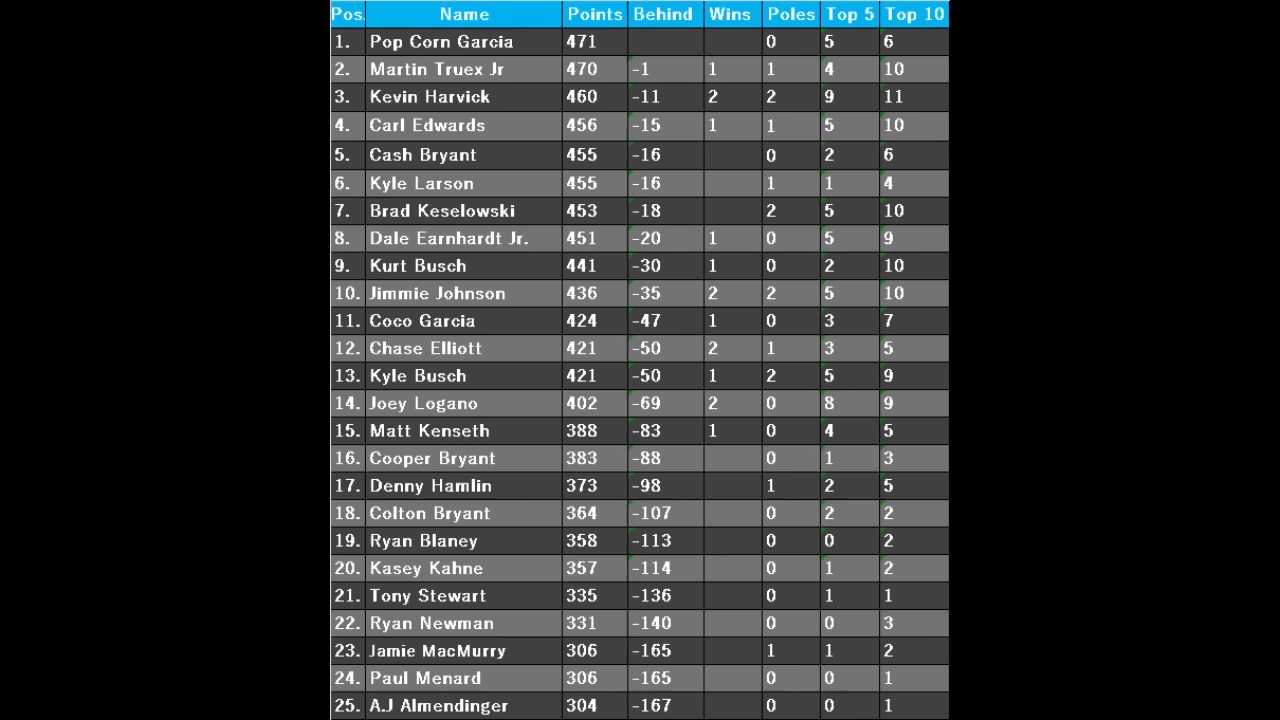 Pos. Name Points Behind Wins Poles Top 5 Top 10
1. Pop Corn Garcia 471 0 5 6
2. Martin Truex Jr 470 -1 1 1 4 10
3. Kevin Harvick 460 -11 2 2 9 11
4. Carl Edwards 456 -15 1 1 5 10
5. Cash Bryant 455 -16 0 2 6
6. Kyle Larson 455 -16 1 1 4
7. Brad Keselowski 453 -18 2 5 10
8. Dale Earnhardt Jr. 451 -20 1 0 5 9
9. Kurt Busch 441 -30 1 0 2 10
10. Jimmie Johnson 436 -35 2 2 5 10
11. Coco Garcia 424 -47 1 0 3 7
12. Chase Elliott 421 -50 2 1 3 5
13. Kyle Busch 421 -50 1 2 5 9
14. Joey Logano 402 -69 2 0 8 9
15. Matt Kenseth 388 -83 1 0 4 5
16. Cooper Bryant 383 -88 0 1 3
17. Denny Hamlin 373 -98 1 2 5
18. Colton Bryant 364 -107 0 2 2
19. Ryan Blaney 358 -113 0 0 2
20. Kasey Kahne 357 -114 0 1 2
21. Tony Stewart 335 -136 0 1 1
22. Ryan Newman 331 -140 0 0 3
23. Jamie MacMurry 306 -165 1 1 2
24. Paul Menard 306 -165 0 0 1
25. A.J Almendinger 304 -167 0 0 1